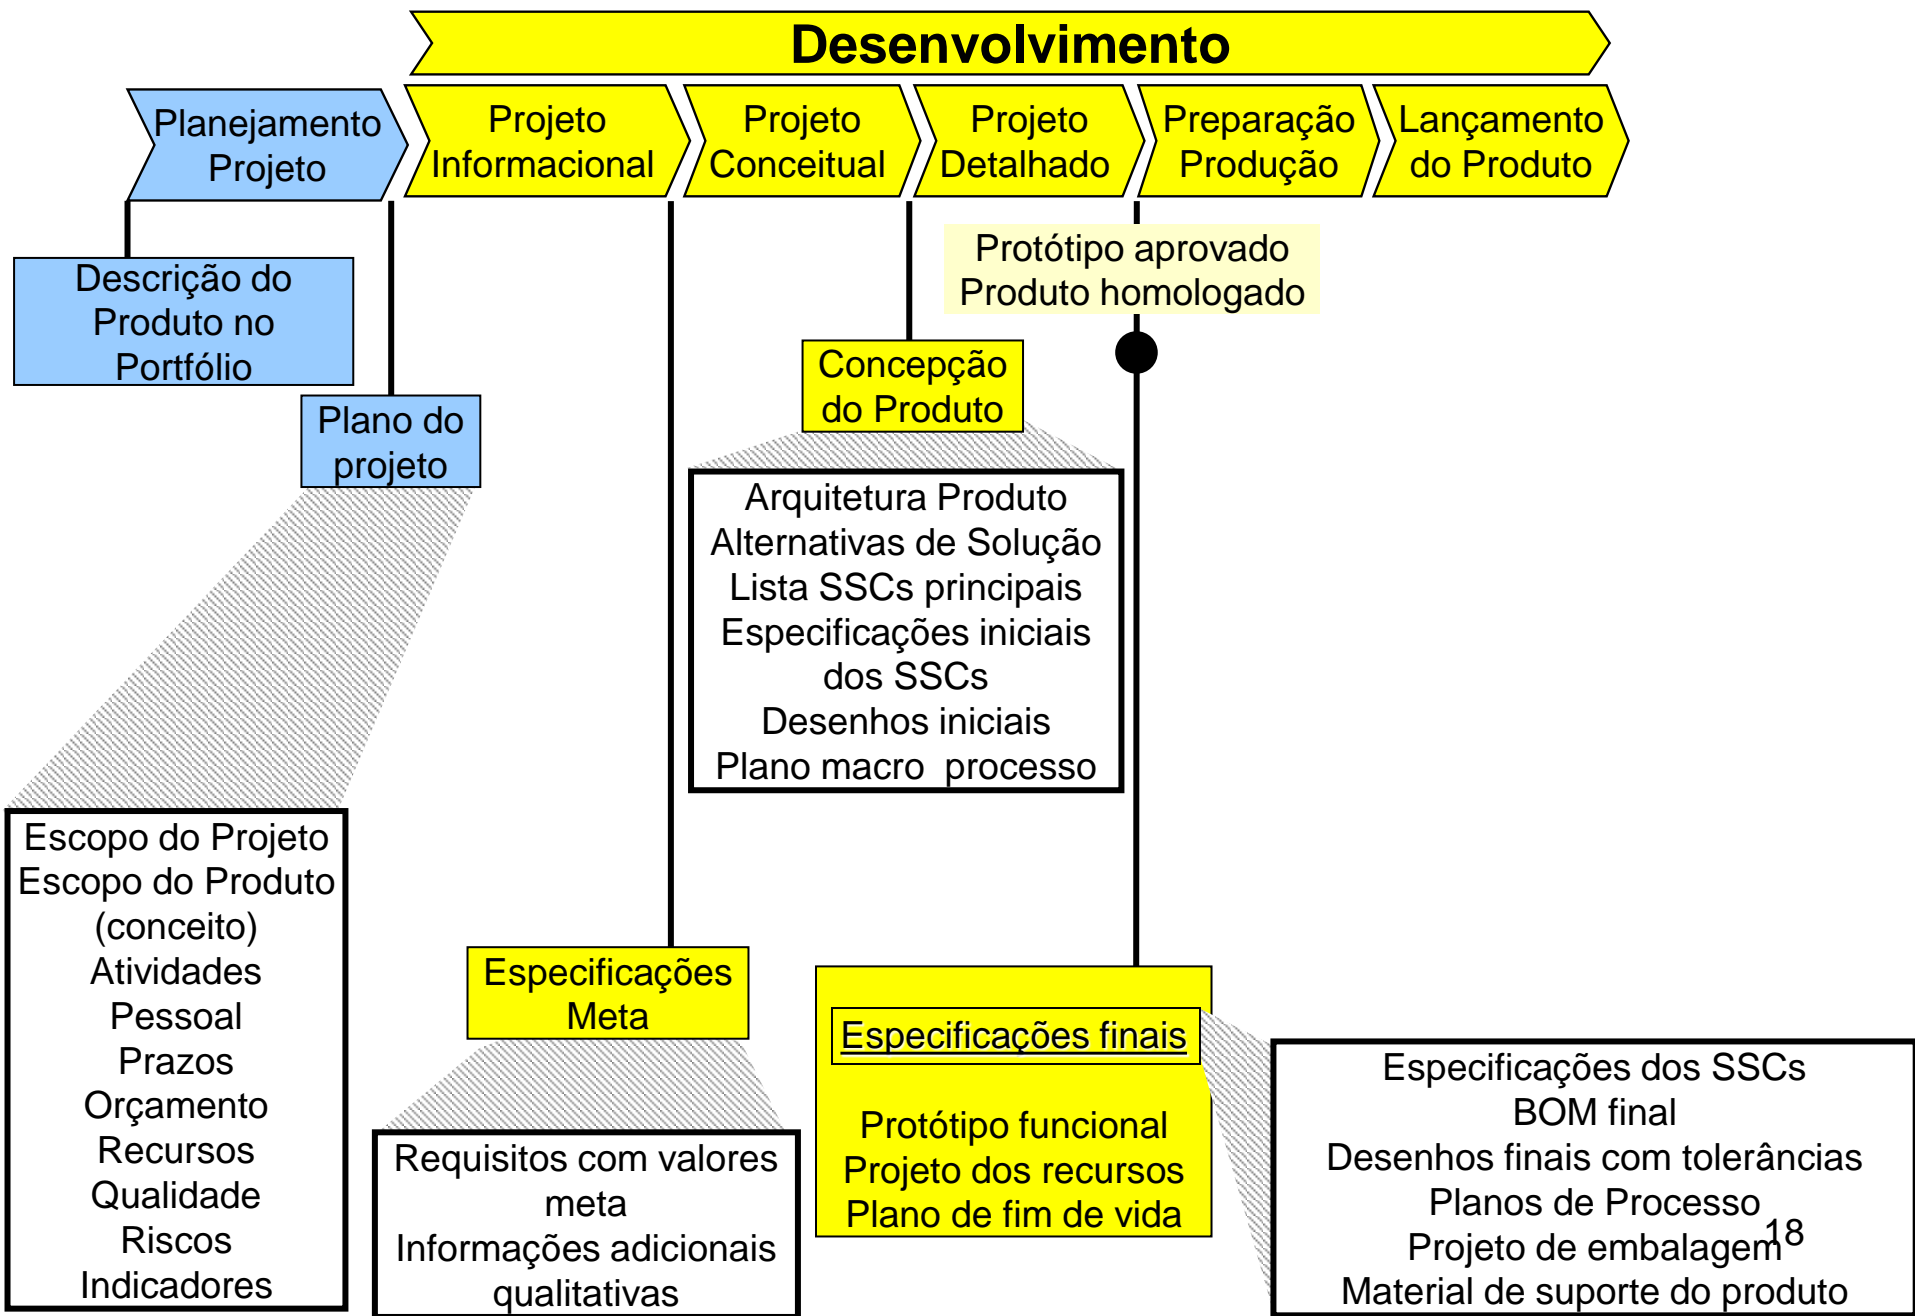 Desenvolvimento
Planejamento
Projeto
Projeto
Informacional
Projeto
Conceitual
Projeto
Detalhado
Preparação
Produção
Lançamento
do Produto
Descrição do
Produto no
Portfólio
Plano do
projeto
Protótipo aprovado
Produto homologado
Concepção
do Produto
Arquitetura Produto
Alternativas de Solução
Lista SSCs principais
Especificações iniciais
dos SSCs
Desenhos iniciais
Plano macro processo
Escopo do Projeto
Escopo do Produto
(conceito)
Atividades
Pessoal
Prazos
Orçamento
Recursos
Qualidade
Riscos
Indicadores
Especificações
Meta
Requisitos com valores
meta
Informações adicionais
qualitativas
Especificações finais
Protótipo funcional
Projeto dos recursos
Plano de fim de vida
Especificações dos SSCs
BOM final
Desenhos finais com tolerâncias
Planos de Processo
Projeto de embalagem
Material de suporte do produto
18